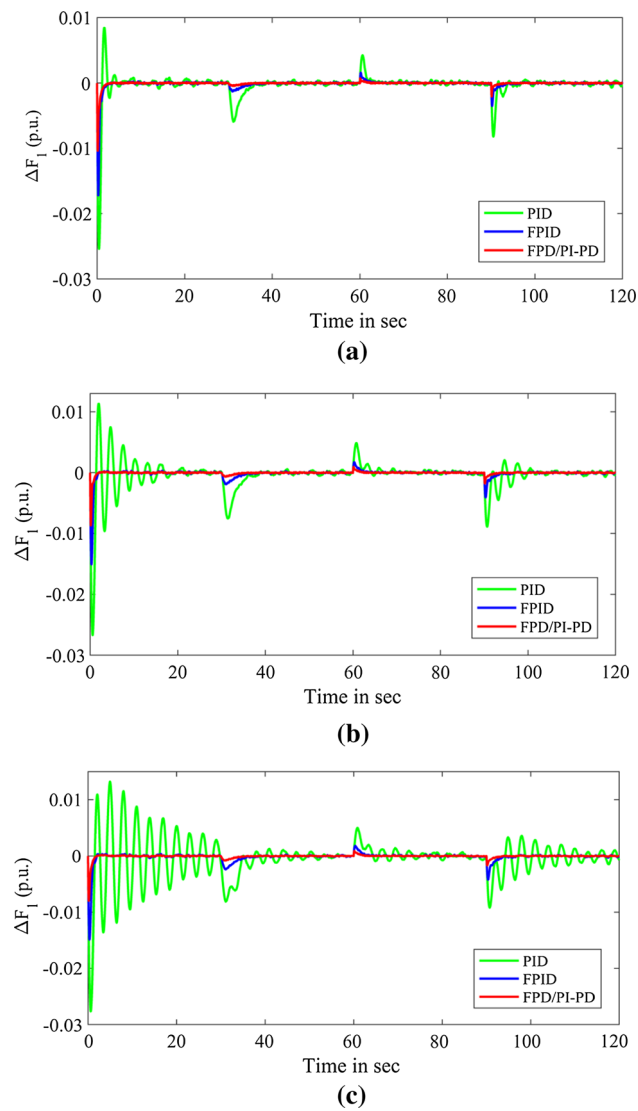 0.01
0
-0.01
-0.02
-0.03
ΔF1 (p.u.)
PID
FPID
FPD/PI-PD
0 20 40 60 80 100 120
Time in sec
(a)
0.01
0
-0.01
-0.02
-0.03
ΔF1 (p.u.)
PID
FPID
FPD/PI-PD
0 20 40 60 80 100 120
Time in sec
(b)
0.01
0
-0.01
-0.02
-0.03
ΔF1 (p.u.)
PID
FPID
FPD/PI-PD
0 20 40 60 80 100 120
Time in sec
(c)